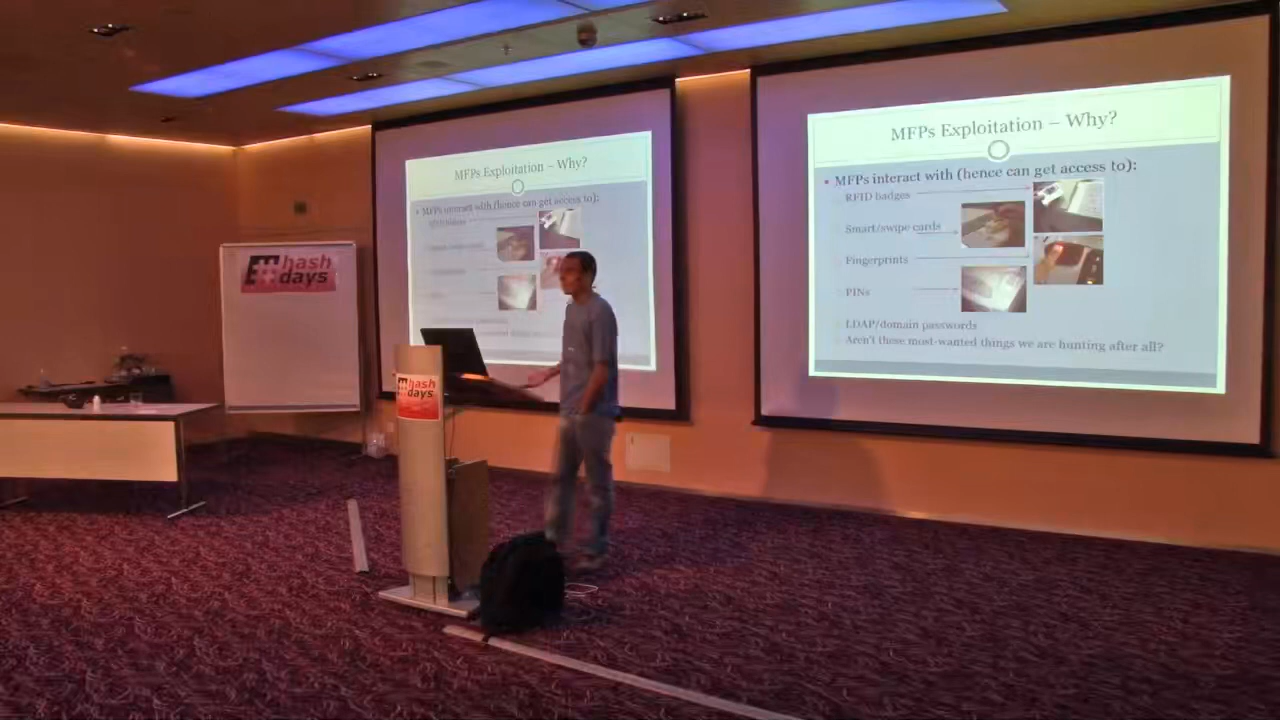 #hash
days
#hash
days
MFPs Exploitation – Why?
MFPs interact with (hence can get access to):
MFPs Exploitation – Why?
MFPs interact with (hence can get access to):
RFID badges
Smart/swipe cards
Fingerprints
PINs
LDAP/domain passwords
Aren't these most-wanted things we are hunting after all?